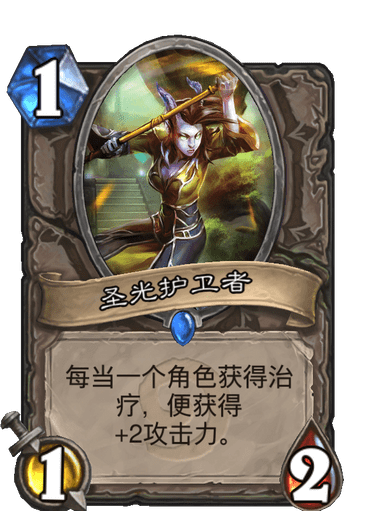 1
圣光护卫者
每当一个角色获得治
疗，便获得
+2攻击力。
1
2